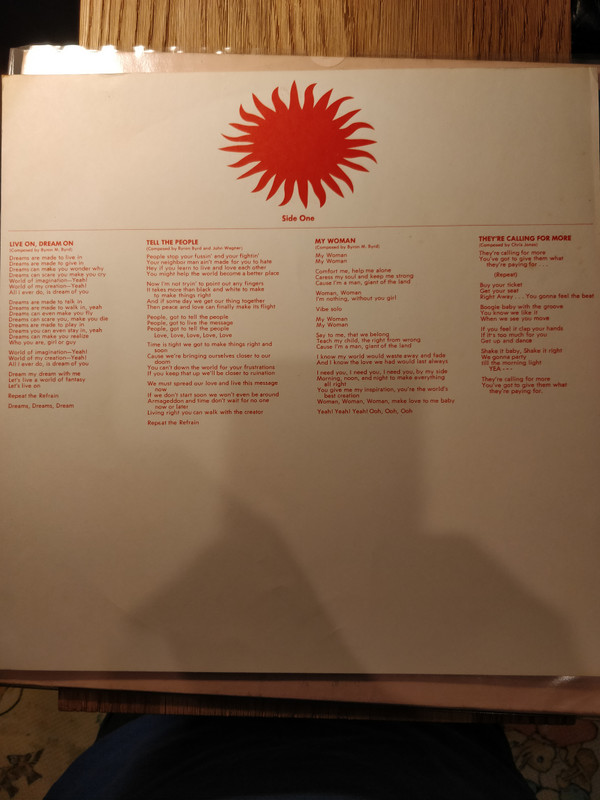 Side One
LIVE ON, DREAM ON
(Composed by Byron M. Byrd)
Dreams are made to live in
Dreams are made to give in
Dreams can make you wonder why
Dreams can scare you make you cry
World of imagination—Yeah!
World of creation—Yeah!
All I ever do, is dream of you
Dreams are made to talk in
Dreams are made to walk in, yeah
Dreams can even make you fly
Dreams can scare you, make you die
Dreams are made to play in
Dreams you can even stay in, yeah
Dreams can make you realize
Who you are, girl or guy
World of imagination—Yeah!
World of creation—Yeah!
All I ever do, is dream of you
Dream my dream with me
Let's live a world of fantasy
Let's live on
Repeat the Refrain
Dreams, Dreams, Dream
TELL THE PEOPLE
(Composed by Byron Byrd and John Wagner)
People stop your fussin' and your fightin'
Your neighbor man ain't made for you to hate
Hey if you learn to live and love each other
You might help the world become a better place
Now I'm not tryin' to point out any fingers
It takes more than black and white to make
to make things right
And if some day we get our thing together
Then peace and love can finally make its flight
People, got to tell the people
People, got to live the message
People, got to tell the people
Love, Love, Love, Love, Love
Time is tight we got to make things right and
soon
Cause we're bringing ourselves closer to our
doom
You can't down the world for your frustrations
If you keep that up we'll be closer to ruination
We must spread our love and live this message
now
If we don't start soon we won't even be around
Armageddon and time don't wait for no one
now or later
Living right you can walk with the creator
Repeat the Refrain
MY WOMAN
(Composed by Byron M. Byrd)
My Woman
My Woman
Comfort me, help me alone
Caress my soul and keep me strong
Cause I'm a man, giant of the land
Woman, Woman
I'm nothing, without you girl
Vibe solo
My Woman
My Woman
Say to me, that we belong
Teach my child, the right from wrong
Cause I'm a man, giant of the land
I know my world would waste away and fade
And I know the love we had would last always
I need you, I need you, I need you, by my side
Morning, noon, and night to make everything
all right
You give me my inspiration, you're the world's
best creation
Woman, Woman, Woman, make love to me baby
Yeah! Yeah! Yeah! Ooh, Ooh, Ooh
THEY'RE CALLING FOR MORE
(Composed by Chris Jones)
They're calling for more
You've got to give them what
they're paying for . . .
(Repeat)
Buy your ticket
Get your seat
Right Away . . . You gonna feel the beat
Boogie baby with the groove
You know we like it
When we see you move
If you feel it clap your hands
If it's too much for you
Get up and dance
Shake it baby, Shake it right
We gonna party
till the morning light
YEA - - -
They're calling for more
You've got to give them what
they're paying for.